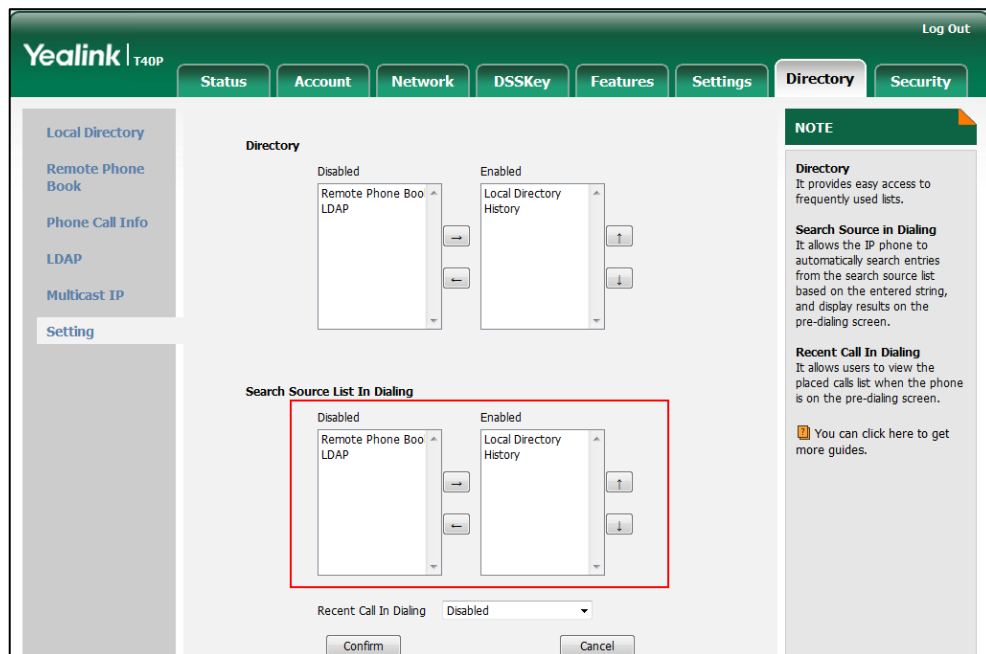 Log Out
Yealink T40P
Status Account Network DSSKey Features Settings Directory Security
Local Directory
Remote Phone
Book
Phone Call Info
LDAP
Multicast IP
Setting
Directory
Disabled Enabled
Remote Phone Boo
LDAP
Local Directory
History
→
←
↑
↓
Search Source List In Dialing
Disabled Enabled
Remote Phone Boo
LDAP
Local Directory
History
→
←
↑
↓
Recent Call In Dialing Disabled
Confirm Cancel
NOTE
Directory
It provides easy access to
frequently used lists.
Search Source in Dialing
It allows the IP phone to
automatically search entries
from the search source list
based on the entered string,
and display results on the
pre-dialing screen.
Recent Call In Dialing
It allows users to view the
placed calls list when the phone
is on the pre-dialing screen.
? You can click here to get
more guides.